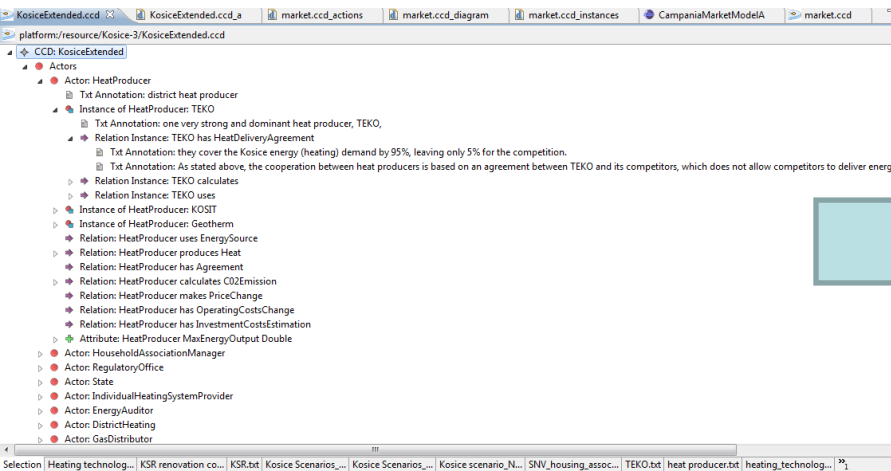 KosiceExtended.ccd KosiceExtended.ccd_a market.ccd_actions market.ccd_diagram market.ccd_instances CampaniaMarketModelA market.ccd
platform:/resource/Kosice-3/KosiceExtended.ccd
CCD: KosiceExtended
Actors
Actor: HeatProducer
Txt Annotation: district heat producer
Instance of HeatProducer: TEKO
Txt Annotation: one very strong and dominant heat producer, TEKO,
Relation Instance: TEKO has HeatDeliveryAgreement
Txt Annotation: they cover the Kosice energy (heating) demand by 95%, leaving only 5% for the competition.
Txt Annotation: As stated above, the cooperation between heat producers is based on an agreement between TEKO and its competitors, which does not allow competitors to deliver energ
Relation Instance: TEKO calculates
Relation Instance: TEKO uses
Instance of HeatProducer: KOSIT
Instance of HeatProducer: Geotherm
Relation: HeatProducer uses EnergySource
Relation: HeatProducer produces Heat
Relation: HeatProducer has Agreement
Relation: HeatProducer calculates C02Emission
Relation: HeatProducer makes PriceChange
Relation: HeatProducer has OperatingCostsChange
Relation: HeatProducer has InvestmentCostsEstimation
Attribute: HeatProducer MaxEnergyOutput Double
Actor: HouseholdAssociationManager
Actor: RegulatoryOffice
Actor: State
Actor: IndividualHeatingSystemProvider
Actor: EnergyAuditor
Actor: DistrictHeating
Actor: GasDistributor
Selection Heating technolog... KSR renovation co... KSR.txt Kosice Scenarios_... Kosice Scenarios_... Kosice scenario_N... SNV_housing_assoc... TEKO.txt heat producer.txt heating_technolog... »1